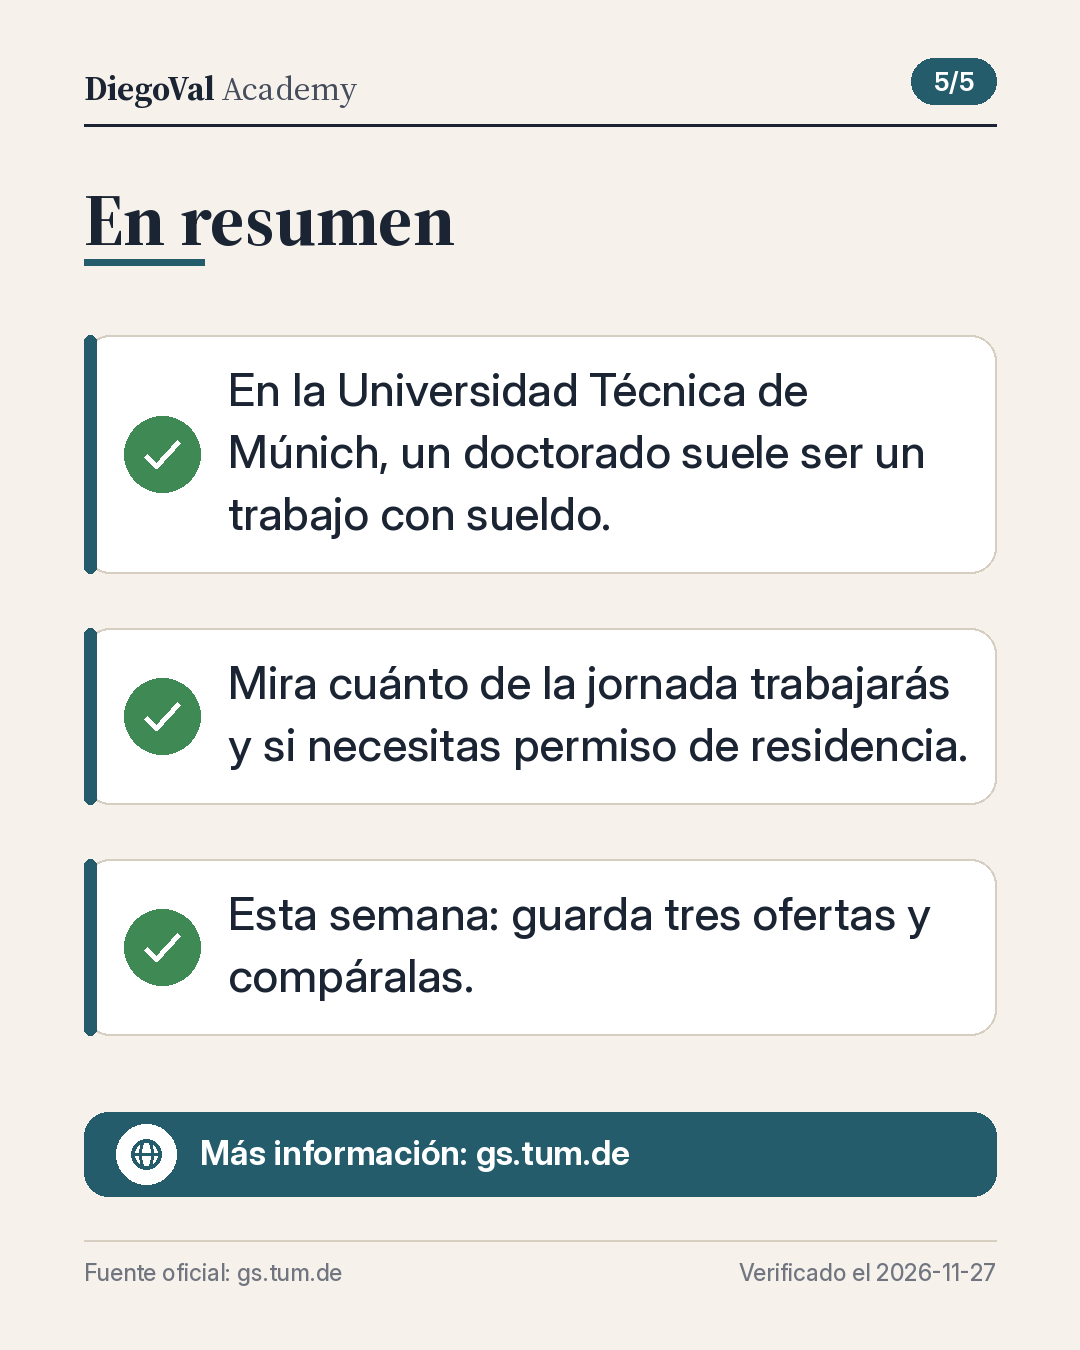 DiegoVal Academy
5/5
En resumen
En la Universidad Técnica de
Múnich, un doctorado suele ser un
trabajo con sueldo.
Mira cuánto de la jornada trabajarás
y si necesitas permiso de residencia.
Esta semana: guarda tres ofertas y
compáralas.
Más información: gs.tum.de
Fuente oficial: gs.tum.de
Verificado el 2026-11-27